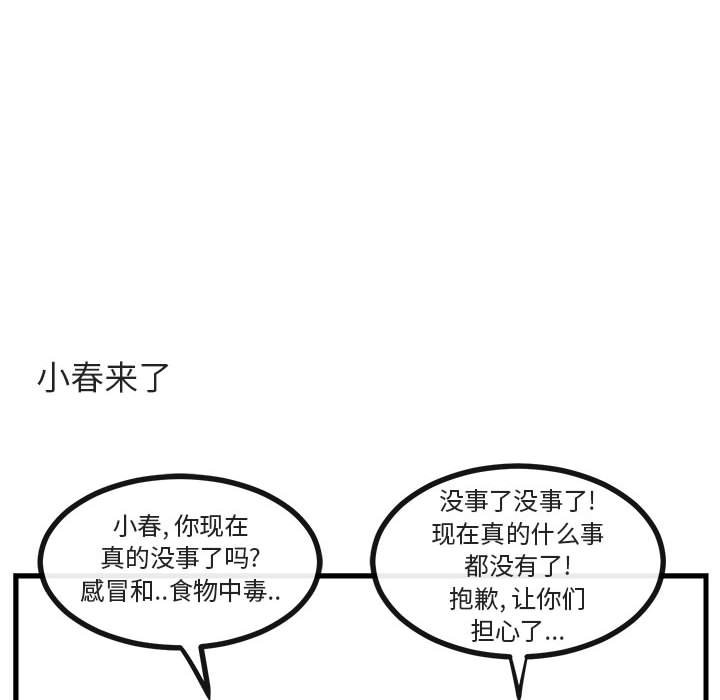 小春来了
小春, 你现在
真的没事了吗?
感冒和..食物中毒..
没事了没事了!
现在真的什么事
都没有了!
抱歉, 让你们
担心了...